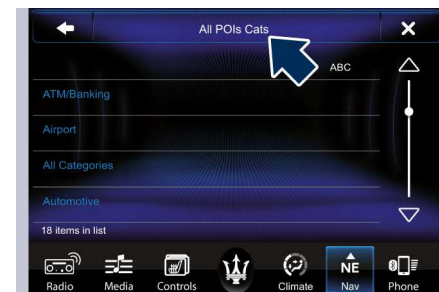 All POIs Cats
ABC
ATM/Banking
Airport
All Categories
Automotive
18 items in list
Radio Media Controls Climate NE Nav Phone